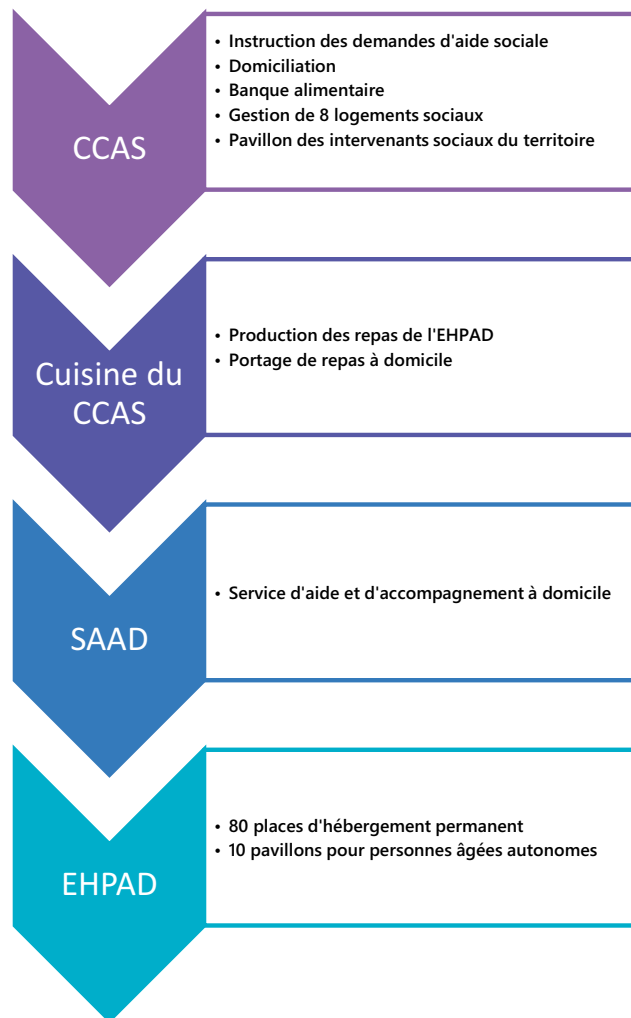 CCAS
• Instruction des demandes d'aide sociale
• Domiciliation
• Banque alimentaire
• Gestion de 8 logements sociaux
• Pavillon des intervenants sociaux du territoire
Cuisine du
CCAS
• Production des repas de l'EHPAD
• Portage de repas à domicile
SAAD
• Service d'aide et d'accompagnement à domicile
EHPAD
• 80 places d'hébergement permanent
• 10 pavillons pour personnes âgées autonomes